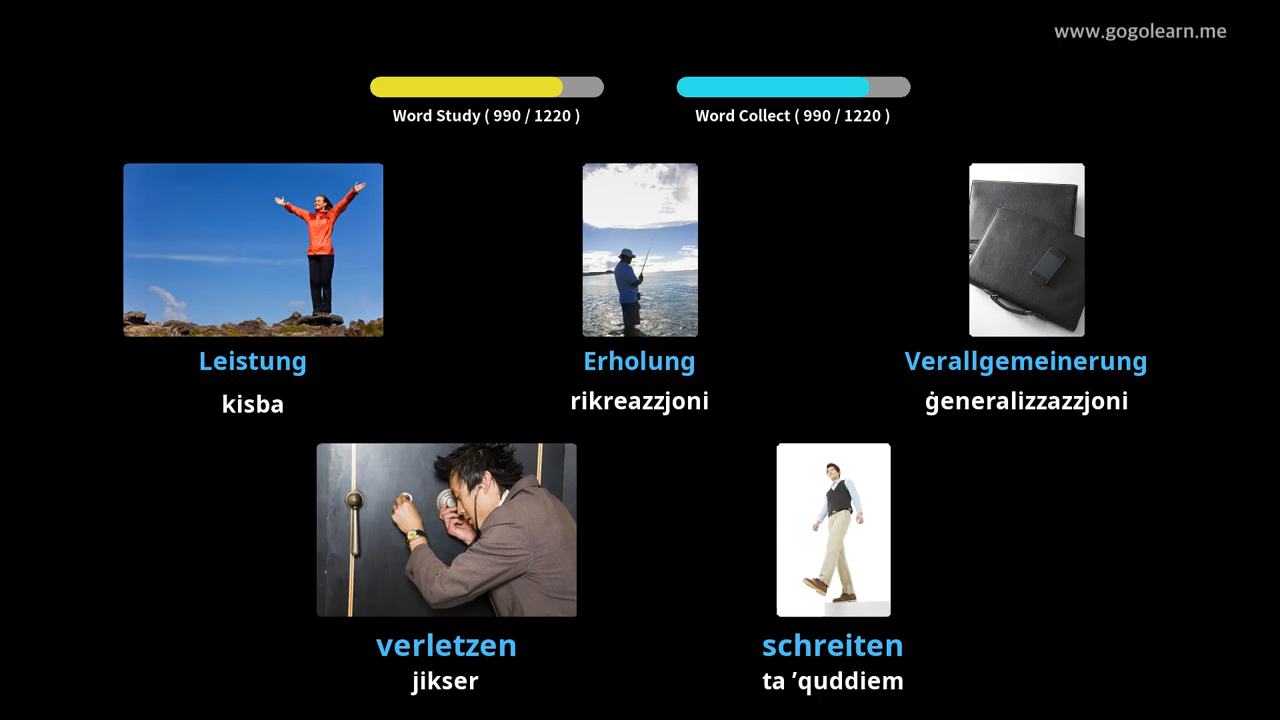 www.gogolearn.me
Word Study ( 990 / 1220 )
Word Collect ( 990 / 1220 )
Leistung
kisba
Erholung
rikreazzjoni
Verallgemeinerung
ġeneralizzazzjoni
verletzen
jikser
schreiten
ta ’quddiem